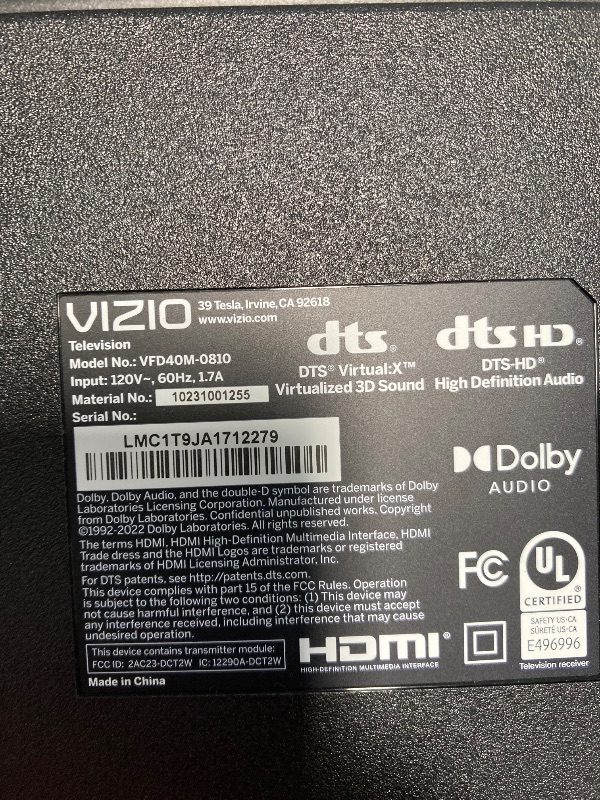 VIZIO
39 Tesla, Irvine, CA 92618
www.vizio.com
Television
Model No.: VFD40M-0810
Input: 120V~, 60Hz, 1.7A
Material No.: 10231001255
Serial No.:
LMC1T9JA1712279
dts®
DTS® Virtual:X™
Virtualized 3D Sound
dts HD®
DTS-HD®
High Definition Audio
Dolby
AUDIO
Dolby, Dolby Audio, and the double-D symbol are trademarks of Dolby
Laboratories Licensing Corporation. Manufactured under license
from Dolby Laboratories. Confidential unpublished works. Copyright
©1992-2022 Dolby Laboratories. All rights reserved.
The terms HDMI, HDMI High-Definition Multimedia Interface, HDMI
Trade dress and the HDMI Logos are trademarks or registered
trademarks of HDMI Licensing Administrator, Inc.
For DTS patents, see http://patents.dts.com.
This device complies with part 15 of the FCC Rules. Operation
is subject to the following two conditions: (1) This device may
not cause harmful interference, and (2) this device must accept
any interference received, including interference that may cause
undesired operation.
This device contains transmitter module:
FCC ID: 2AC23-DCT2W IC: 12290A-DCT2W
Made in China
HDMI®
HIGH-DEFINITION MULTIMEDIA INTERFACE
FC
UL
®
CERTIFIED
SAFETY US-CA
SÛRETÉ US-CA
E496996
Television receiver